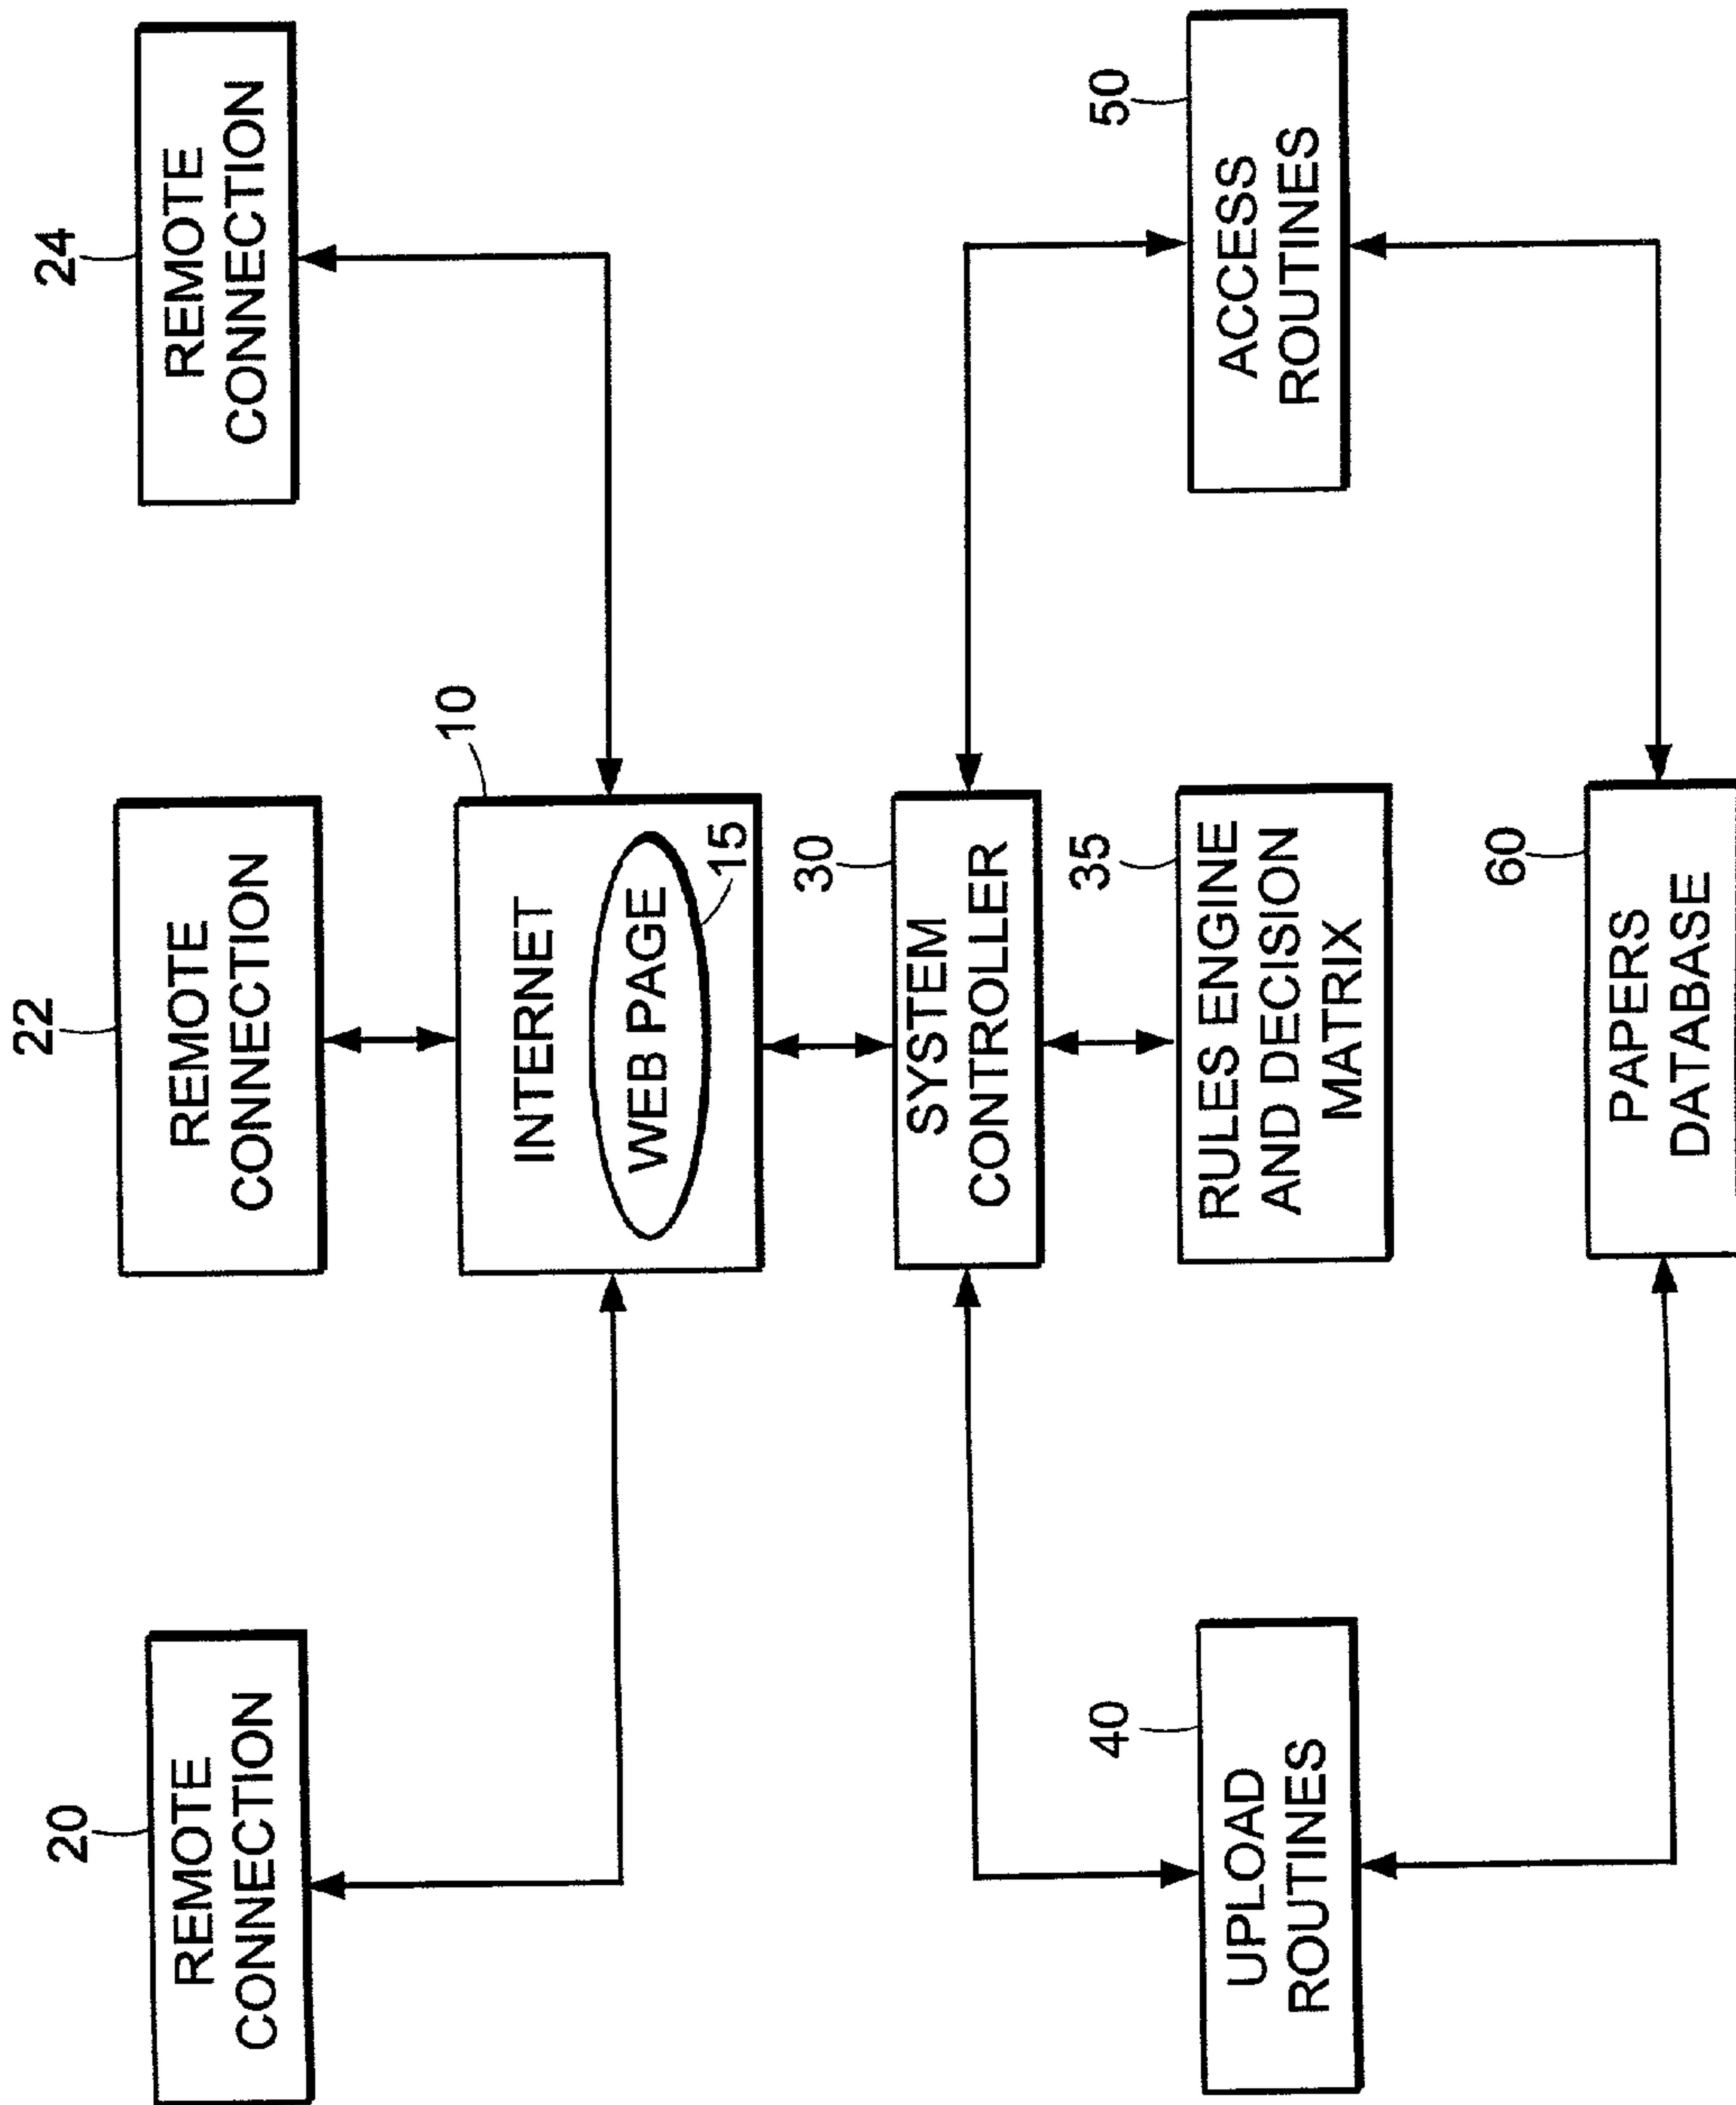 20
REMOTE
CONNECTION
22
REMOTE
CONNECTION
24
REMOTE
CONNECTION
10
INTERNET
WEB PAGE
15
30
SYSTEM
CONTROLLER
40
UPLOAD
ROUTINES
35
RULES ENGINE
AND DECISION
MATRIX
50
ACCESS
ROUTINES
60
PAPERS
DATABASE